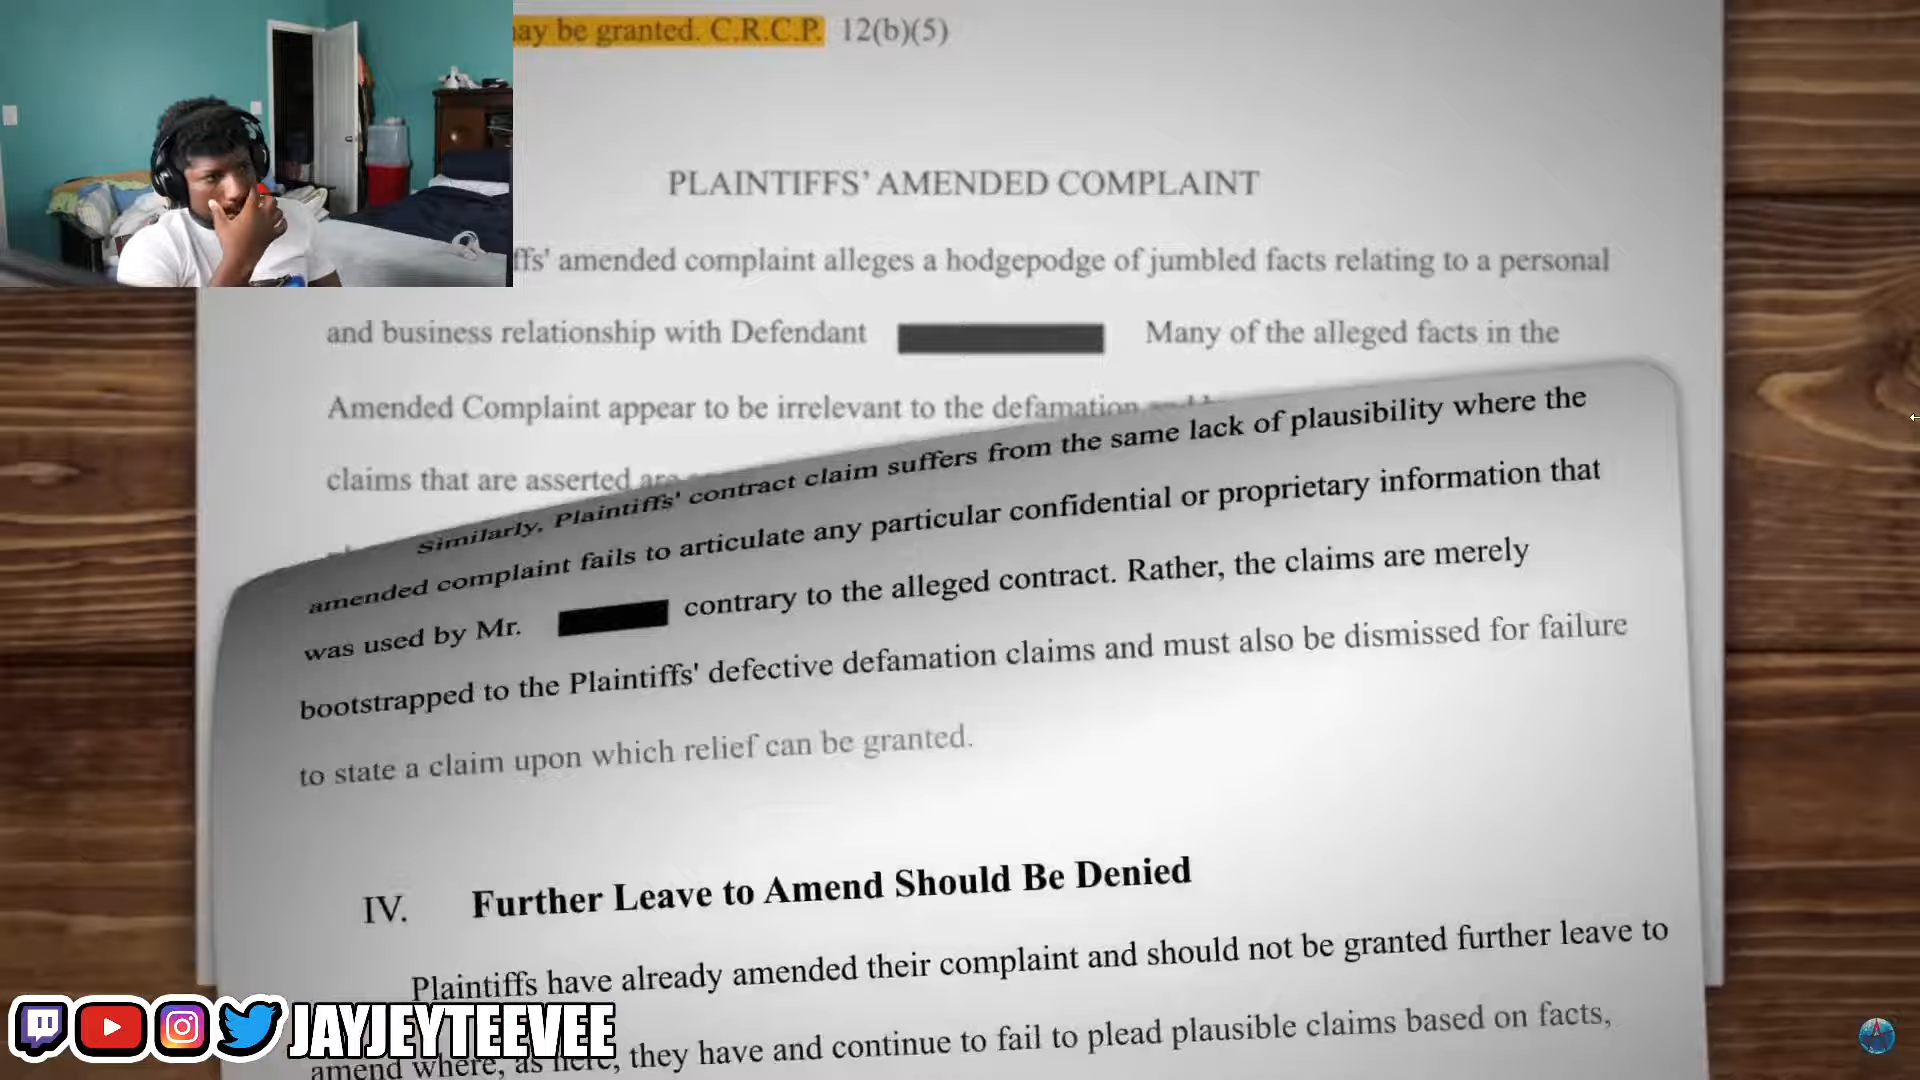 ay be granted. C.R.C.P. 12(b)(5)
PLAINTIFFS' AMENDED COMPLAINT
ffs' amended complaint alleges a hodgepodge of jumbled facts relating to a personal
and business relationship with Defendant Many of the alleged facts in the
Amended Complaint appear to be irrelevant to the defamation
claims that are asserted are
Similarly, Plaintiffs' contract claim suffers from the same lack of plausibility where the
amended complaint fails to articulate any particular confidential or proprietary information that
was used by Mr. contrary to the alleged contract. Rather, the claims are merely
bootstrapped to the Plaintiffs' defective defamation claims and must also be dismissed for failure
to state a claim upon which relief can be granted.
IV. Further Leave to Amend Should Be Denied
Plaintiffs have already amended their complaint and should not be granted further leave to
amend where, as here, they have and continue to fail to plead plausible claims based on facts,
JAYJEYTEEVEE